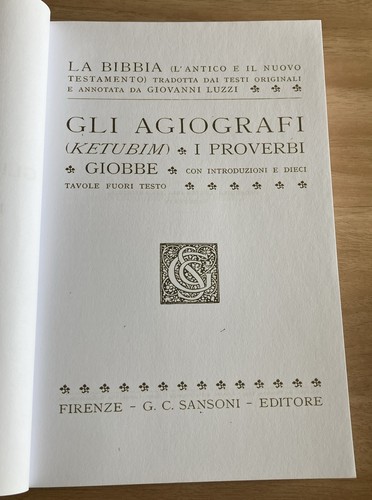 LA BIBBIA (L'ANTICO E IL NUOVO
TESTAMENTO) TRADOTTA DAI TESTI ORIGINALI
E ANNOTATA DA GIOVANNI LUZZI
GLI AGIOGRAFI
(KETUBIM) I PROVERBI
GIOBBE CON INTRODUZIONI E DIECI
TAVOLE FUORI TESTO
FIRENZE - G. C. SANSONI - EDITORE